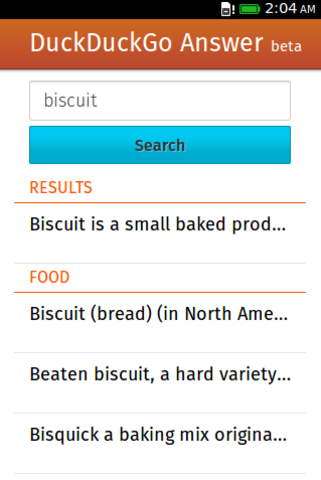 2:04 AM
DuckDuckGo Answer beta
biscuit
Search
RESULTS
Biscuit is a small baked prod...
FOOD
Biscuit (bread) (in North Ame...
Beaten biscuit, a hard variety...
Bisquick a baking mix origina...